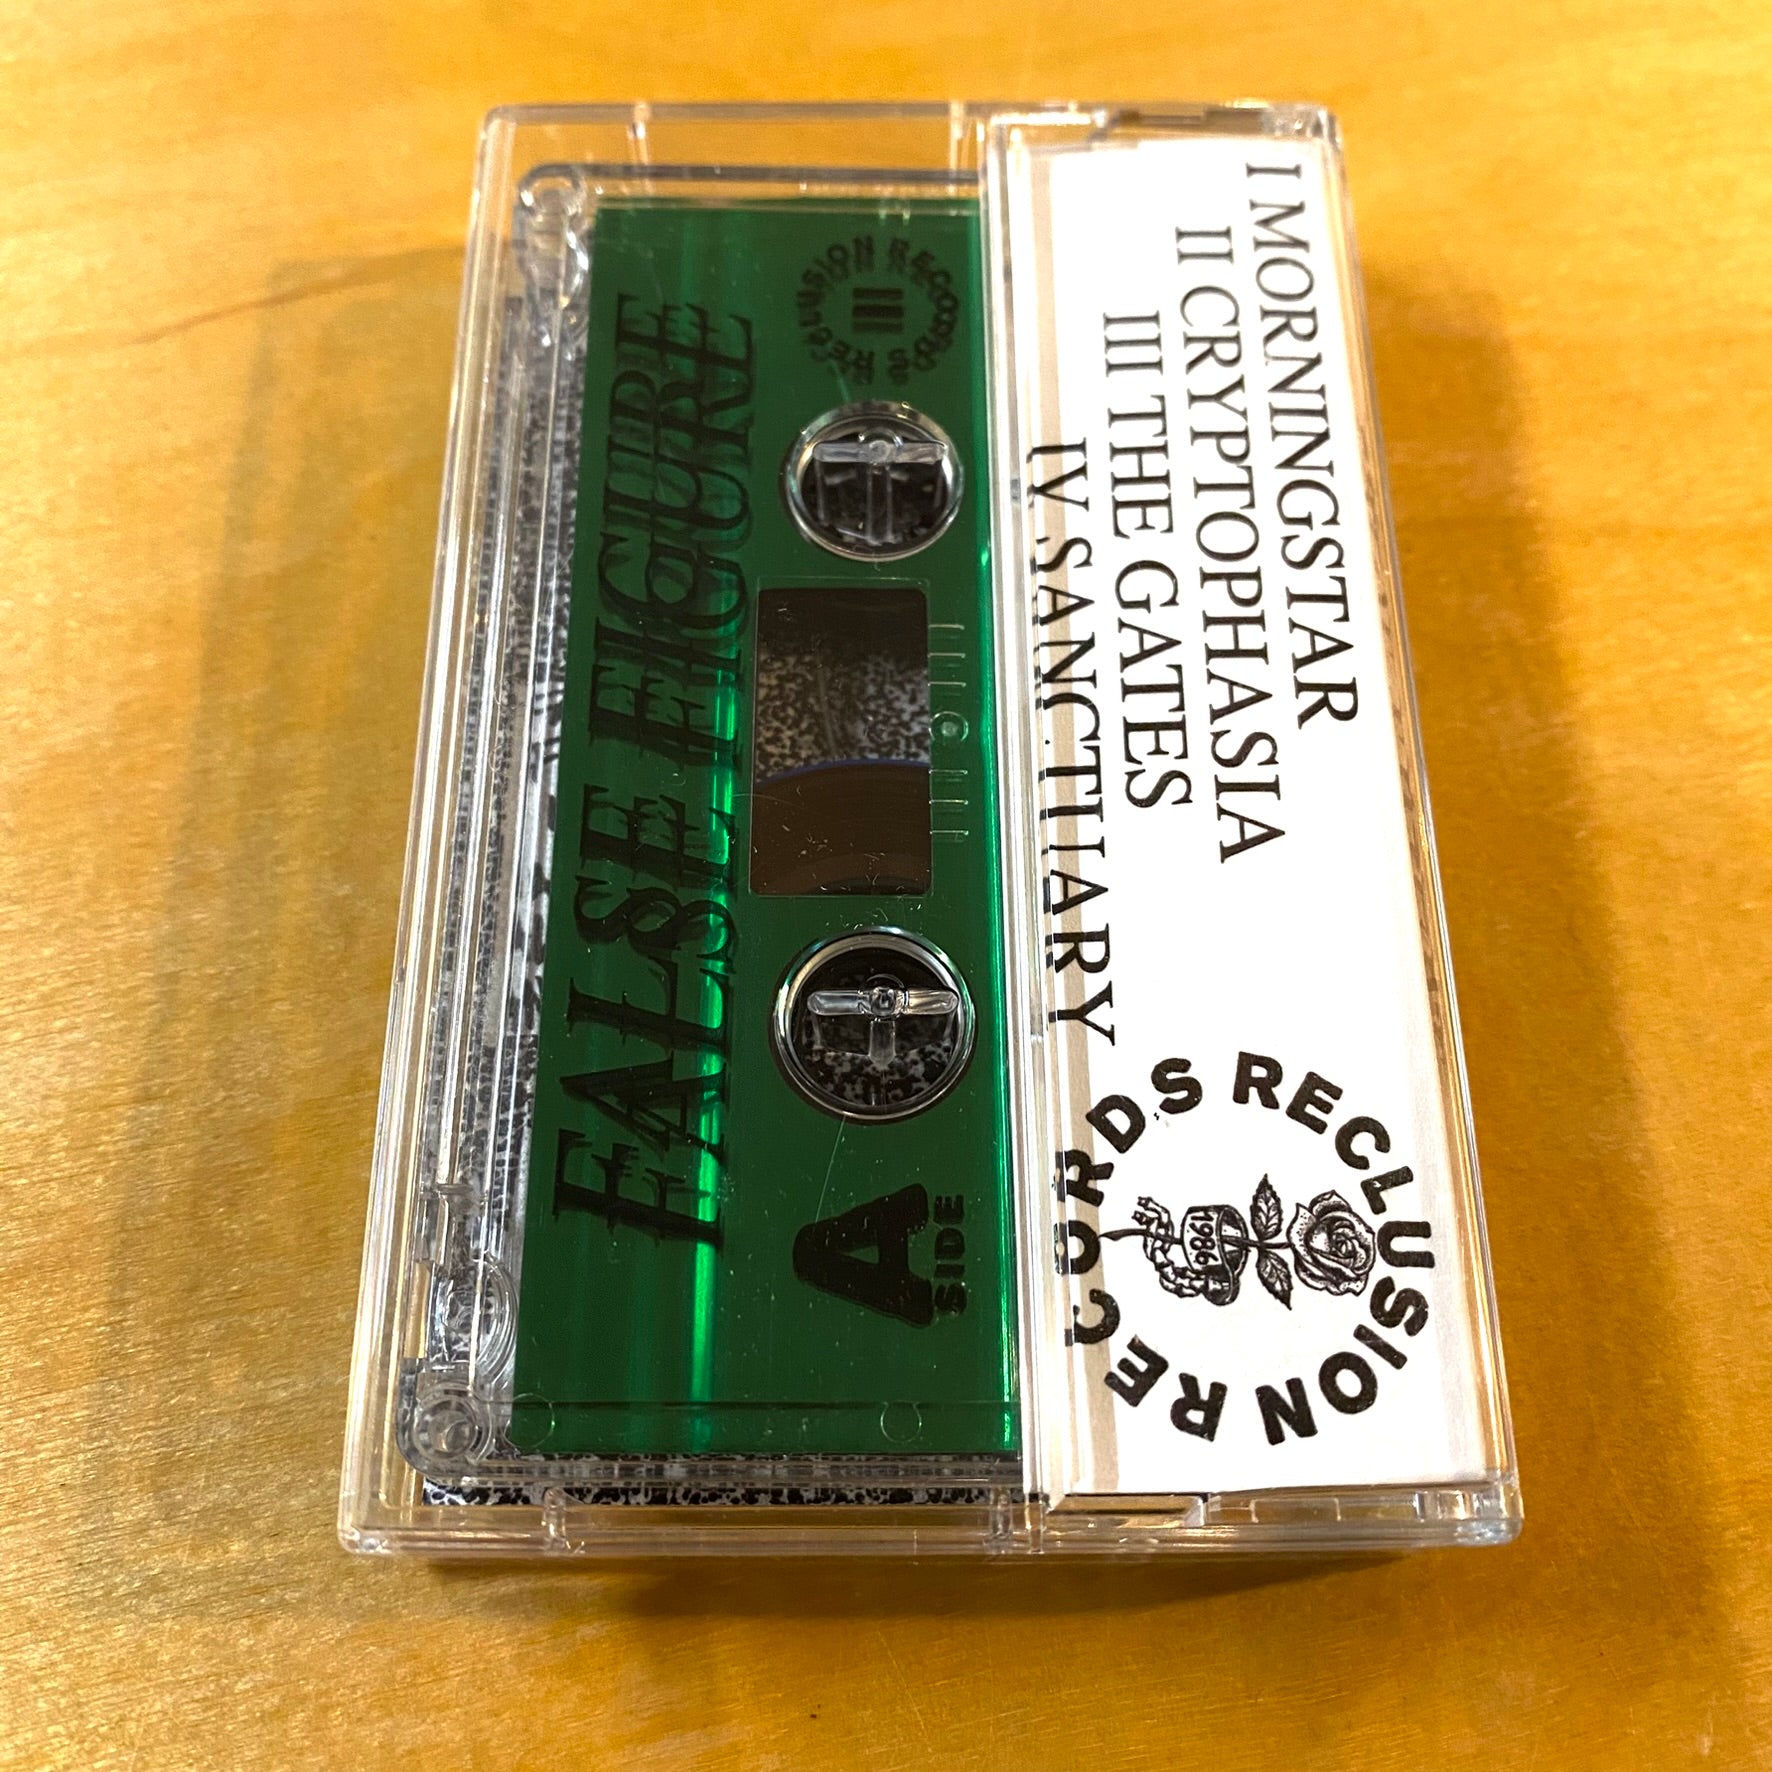 I MORNINGSTAR
II CRYPTOPHASIA
III THE GATES
IV SANCTUARY
RECLUSION RECORDS
1986
FALSE FIGURE
RECLUSION RECORDS
A
SIDE